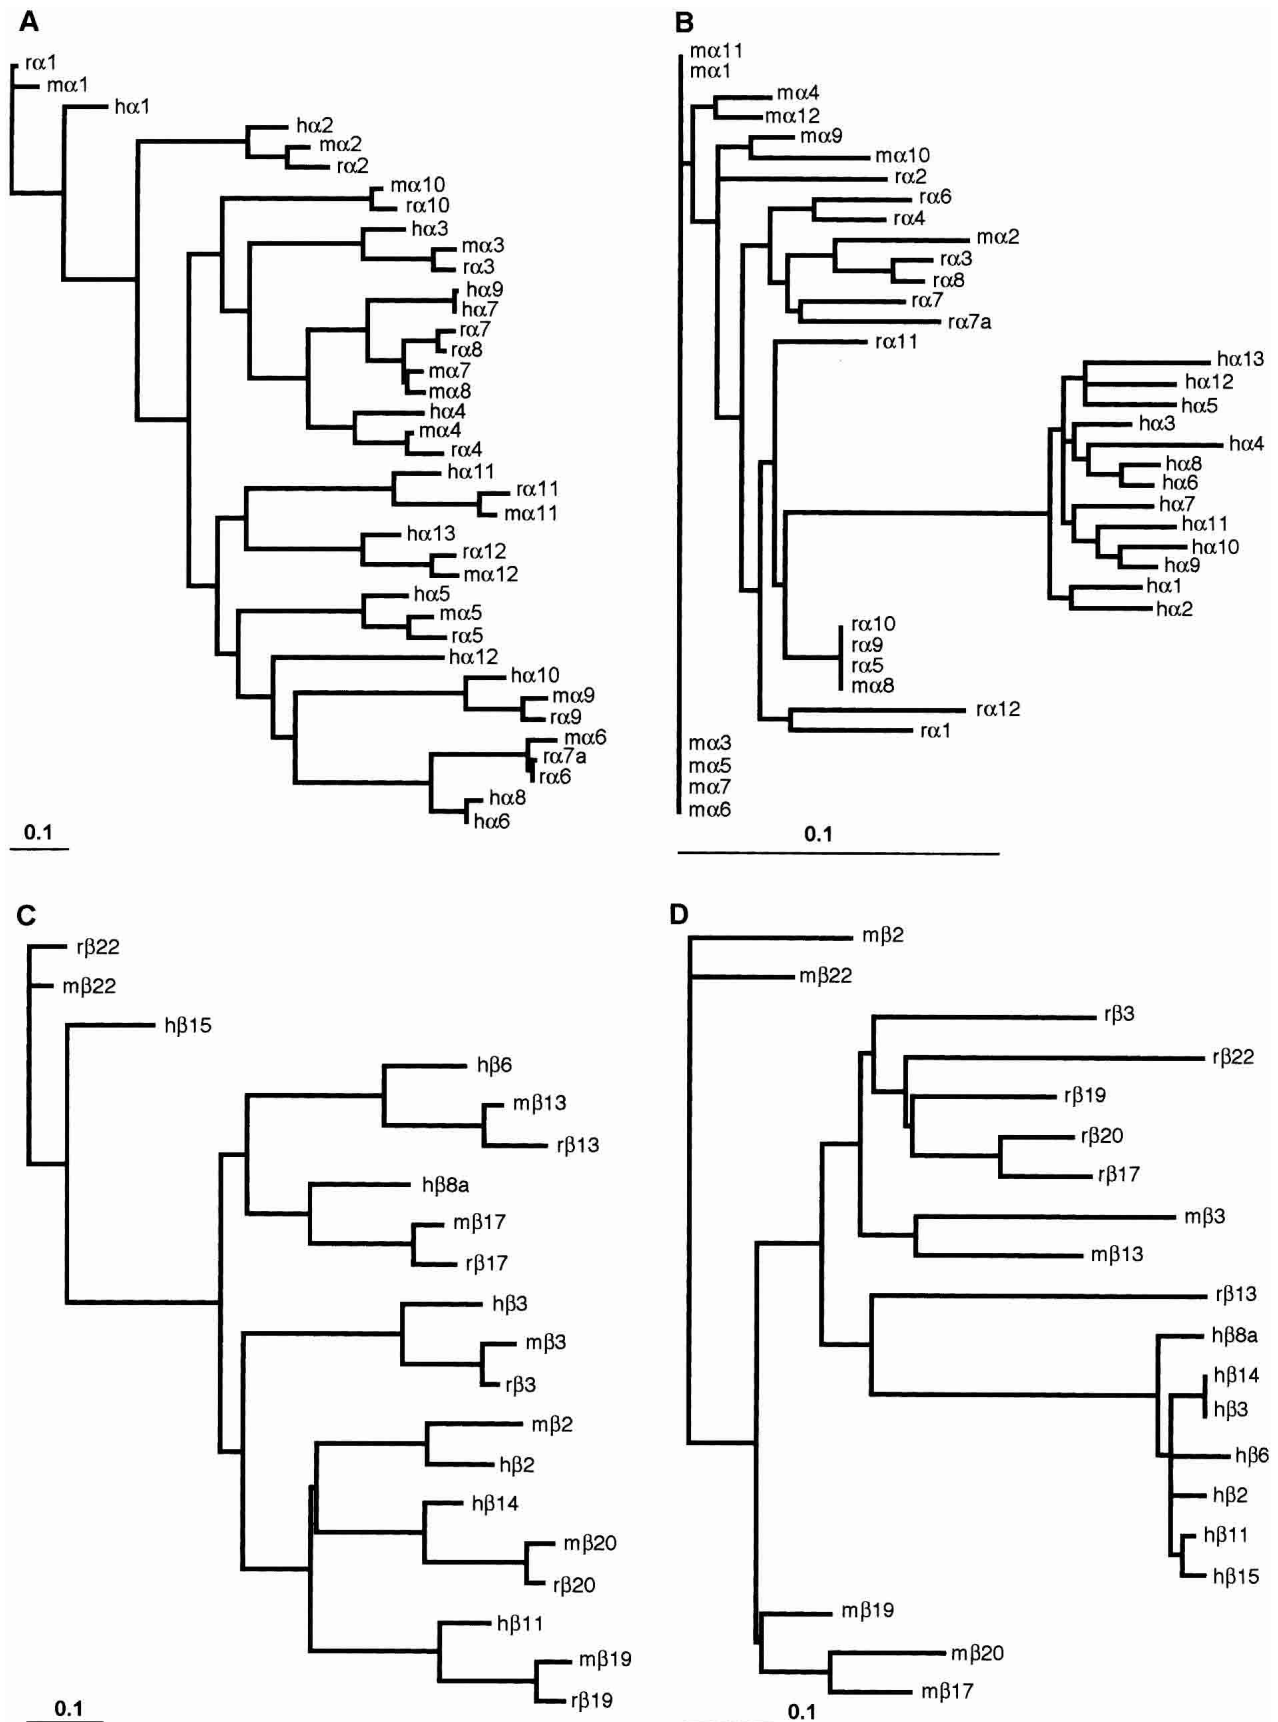 A
rα1
mα1
hα1
hα2
mα2
rα2
mα10
rα10
hα3
mα3
rα3
hα9
hα7
rα7
rα8
mα7
mα8
hα4
mα4
rα4
hα11
rα11
mα11
hα13
rα12
mα12
hα5
mα5
rα5
hα12
hα10
mα9
rα9
mα6
rα7a
rα6
hα8
hα6
0.1
B
mα11
mα1
mα4
mα12
mα9
mα10
rα2
rα6
rα4
mα2
rα3
rα8
rα7
rα7a
rα11
hα13
hα12
hα5
hα3
hα4
hα8
hα6
hα7
hα11
hα10
hα9
hα1
hα2
rα10
rα9
rα5
mα8
rα12
rα1
mα3
mα5
mα7
mα6
0.1
C
rβ22
mβ22
hβ15
hβ6
mβ13
rβ13
hβ8a
mβ17
rβ17
hβ3
mβ3
rβ3
mβ2
hβ2
hβ14
mβ20
rβ20
hβ11
mβ19
rβ19
0.1
D
mβ2
mβ22
rβ3
rβ22
rβ19
rβ20
rβ17
mβ3
mβ13
rβ13
hβ8a
hβ14
hβ3
hβ6
hβ2
hβ11
hβ15
mβ19
mβ20
mβ17
0.1